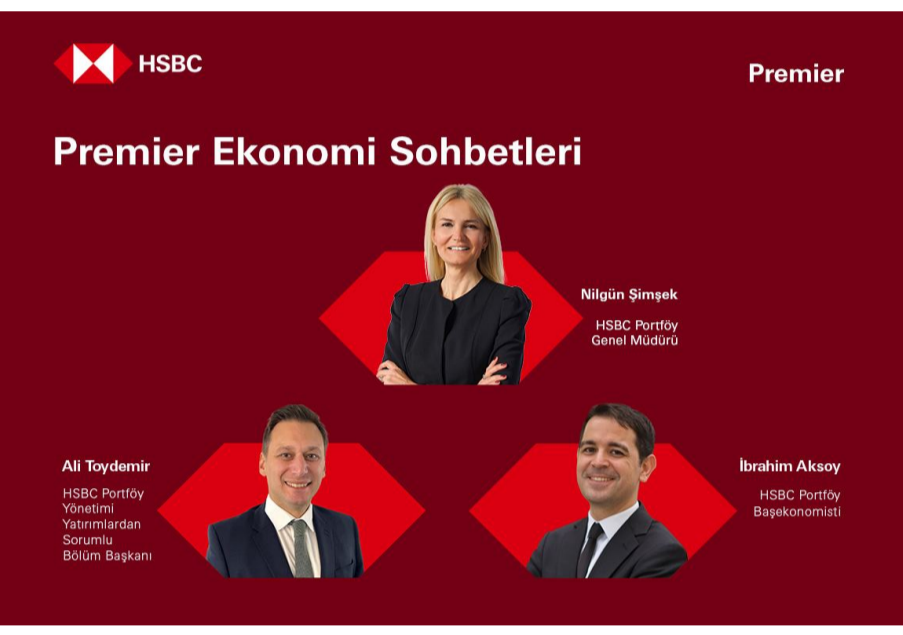 HSBC
Premier
Premier Ekonomi Sohbetleri
Nilgün Şimşek
HSBC Portföy
Genel Müdürü
Ali Toydemir
HSBC Portföy
Yönetimi
Yatırımlardan
Sorumlu
Bölüm Başkanı
İbrahim Aksoy
HSBC Portföy
Başekonomisti